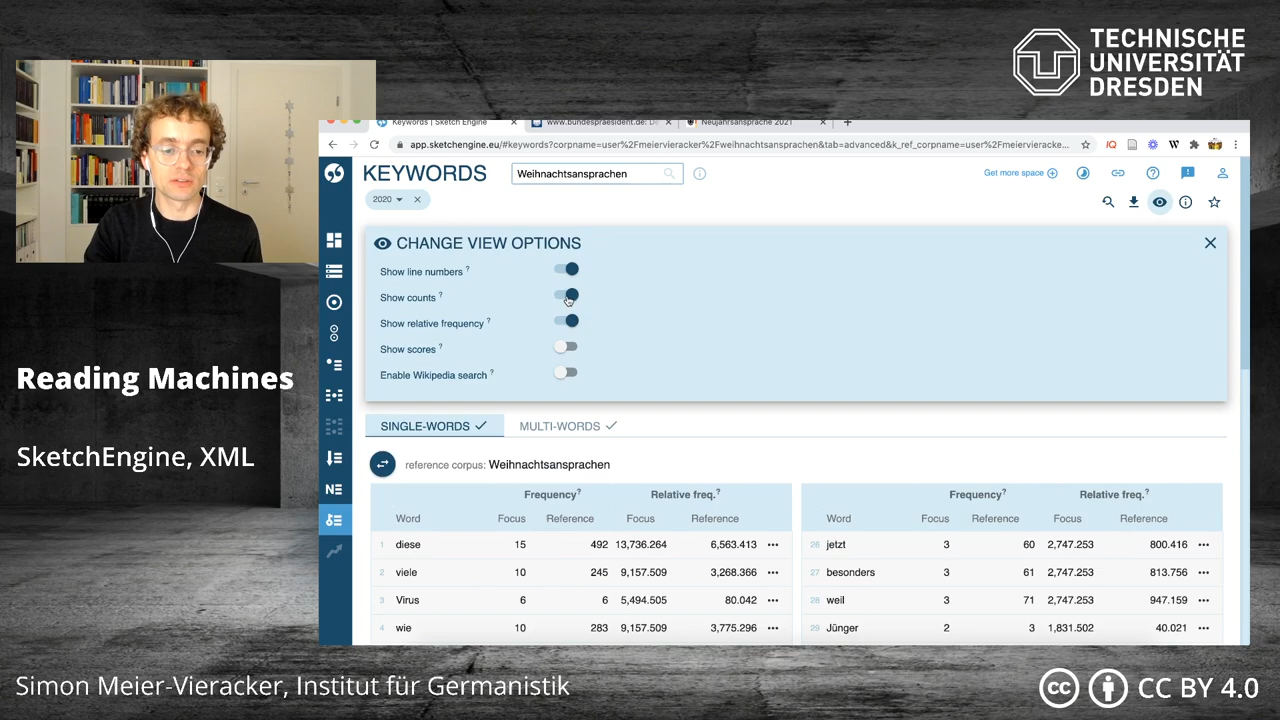 TECHNISCHE
UNIVERSITÄT
DRESDEN
Keywords | Sketch Engine
www.bundespraesident.de: D
Neujahrsansprache 2021
app.sketchengine.eu/#keywords?corpname=user%2Fmeiervieracker%2Fweihnachtsansprachen&tab=advanced&k_ref_corpname=user%2Fmeiervieracke...
KEYWORDS
Weihnachtsansprachen
Get more space
2020
CHANGE VIEW OPTIONS
Show line numbers ?
Show counts ?
Show relative frequency ?
Show scores ?
Enable Wikipedia search ?
SINGLE-WORDS
MULTI-WORDS
reference corpus: Weihnachtsansprachen
Frequency? Relative freq.?
Word Focus Reference Focus Reference
1 diese 15 492 13,736.264 6,563.413 •••
2 viele 10 245 9,157.509 3,268.366 •••
3 Virus 6 6 5,494.505 80.042 •••
4 wie 10 283 9,157.509 3,775.296 •••
Frequency? Relative freq.?
Word Focus Reference Focus Reference
26 jetzt 3 60 2,747.253 800.416 •••
27 besonders 3 61 2,747.253 813.756 •••
28 weil 3 71 2,747.253 947.159 •••
29 Jünger 2 3 1,831.502 40.021 •••
Reading Machines
SketchEngine, XML
Simon Meier-Vieracker, Institut für Germanistik
cc CC BY 4.0